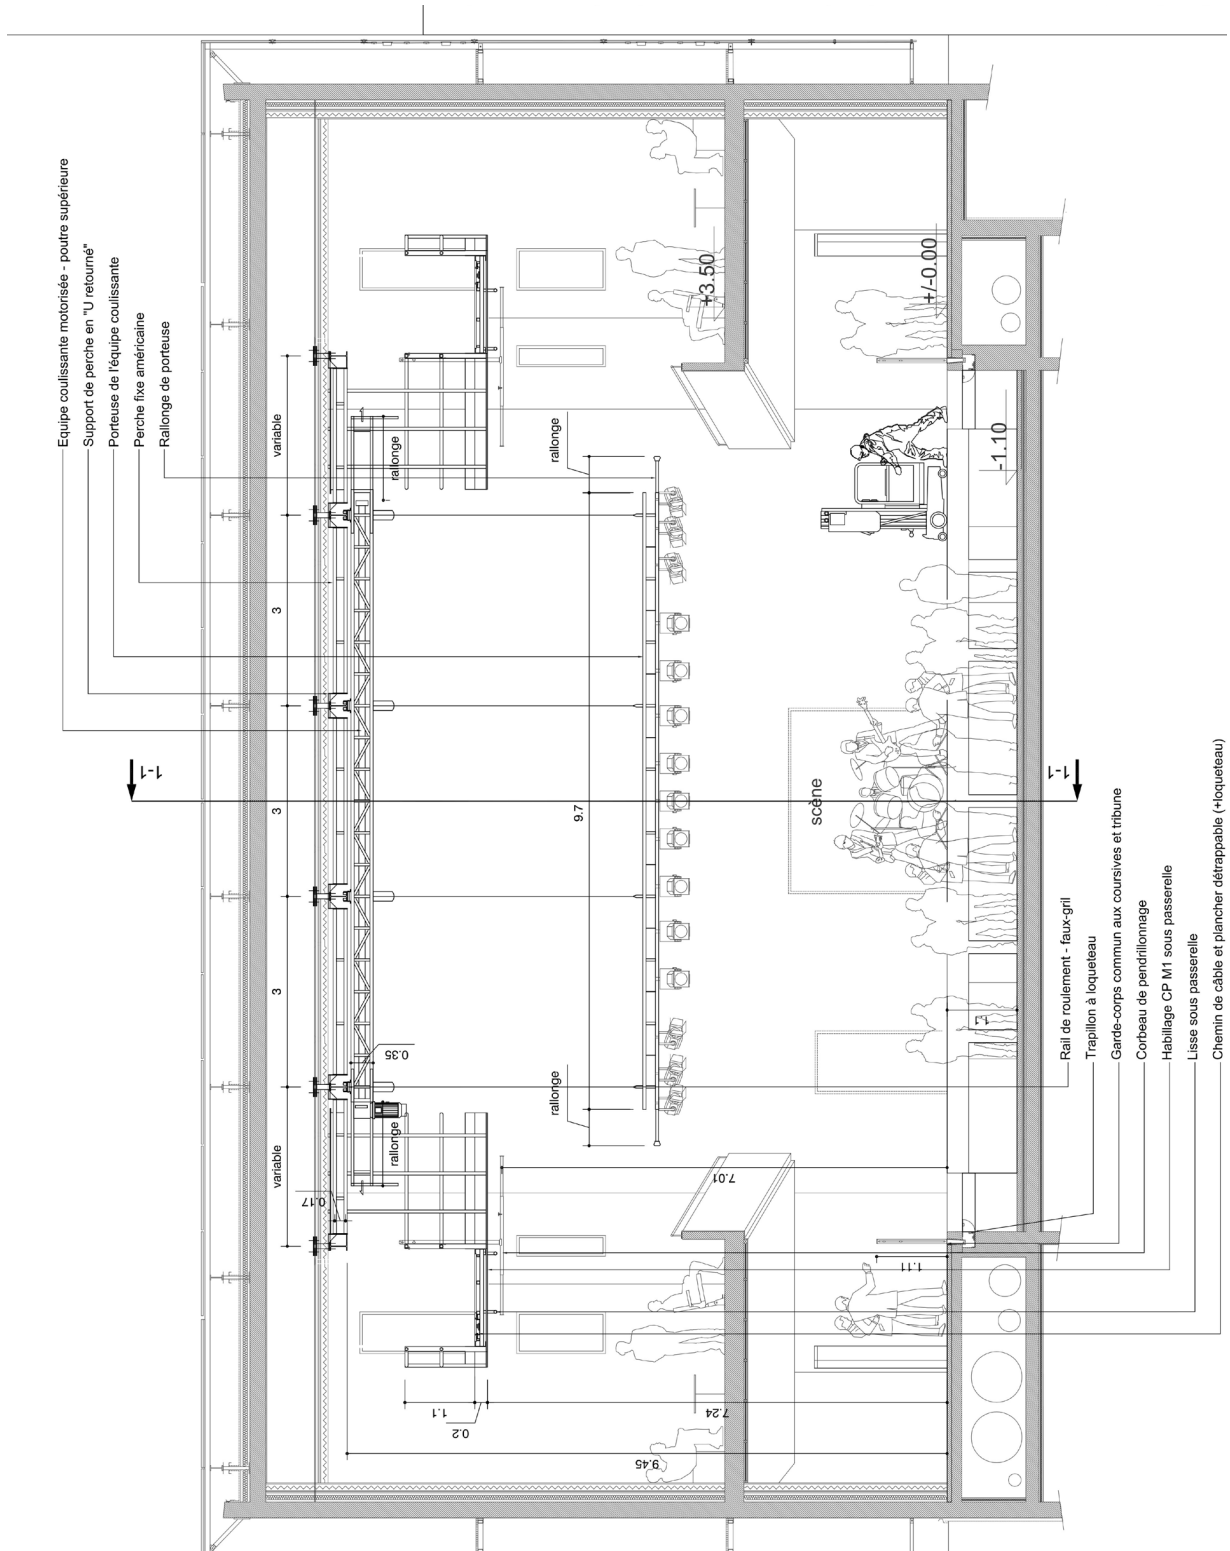 Equipe coulissante motorisée - poutre supérieure
Support de perche en "U retourné"
Porteuse de l'équipe coulissante
Perche fixe américaine
Rallonge de porteuse
variable
3
3
3
variable
rallonge
rallonge
0.35
0.17
rallonge
9.7
rallonge
+3.50
+/-0.00
-1.10
scène
1-1
1-1
7.01
1.11
1.1
1.1
0.2
7.24
9.45
Rail de roulement - faux-gril
Trapillon à loqueteau
Garde-corps commun aux coursives et tribune
Corbeau de pendrillonnage
Habillage CP M1 sous passerelle
Lisse sous passerelle
Chemin de câble et plancher détrappable (+loqueteau)